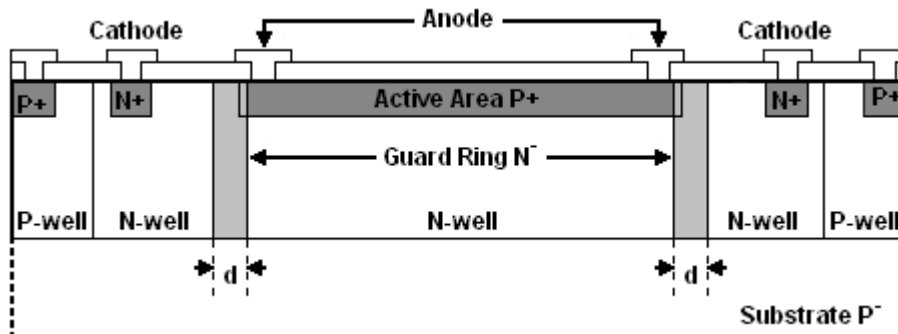 Cathode Anode Cathode
P+ N+ Active Area P+ N+ P+
Guard Ring N⁻
P-well N-well N-well N-well P-well
d d
Substrate P⁻